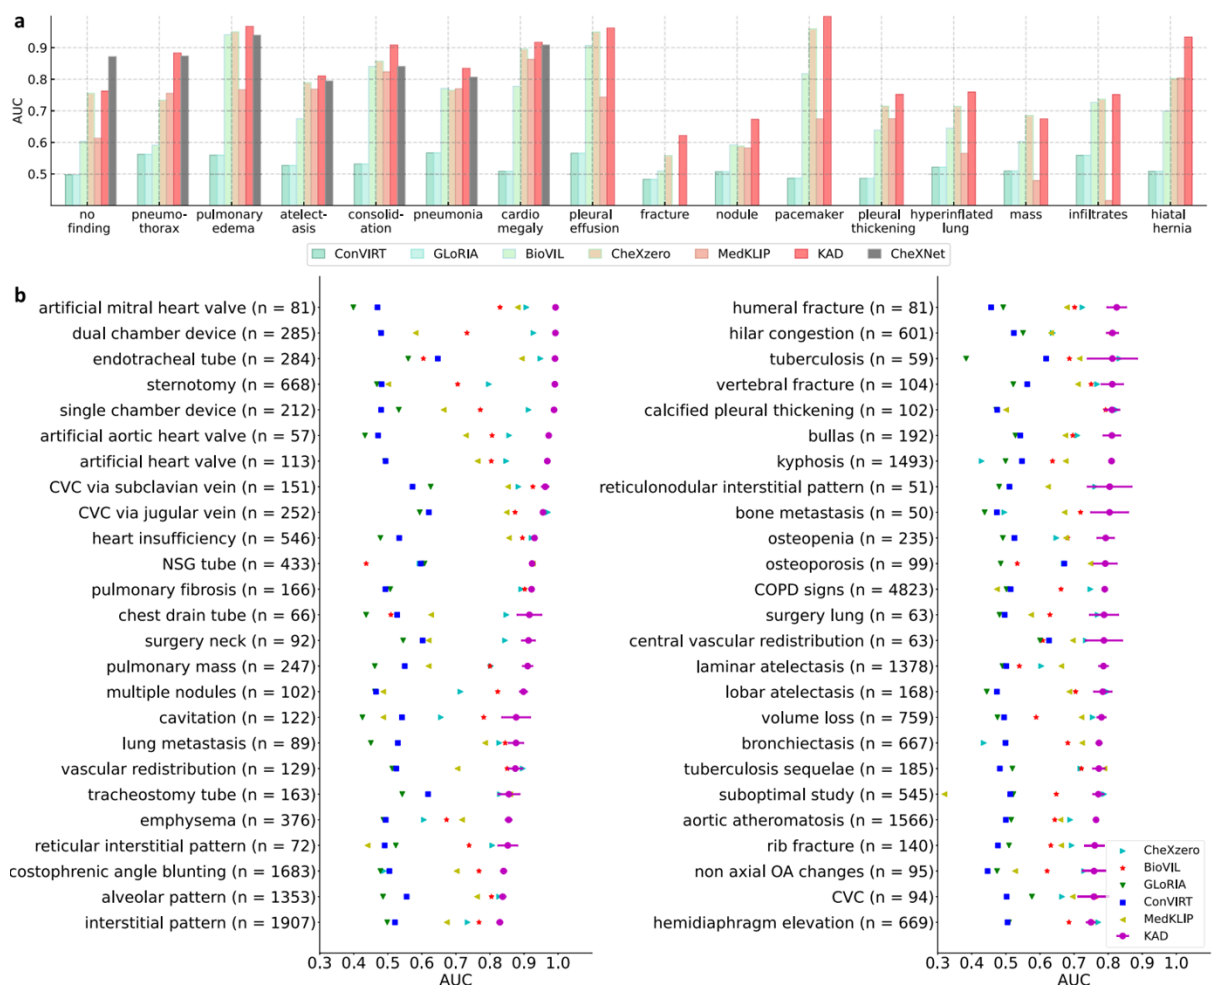 a
AUC
0.9
0.8
0.7
0.6
0.5
no finding
pneumo-thorax
pulmonary edema
atelect-asis
consolid-ation
pneumonia
cardio megaly
pleural effusion
fracture
nodule
pacemaker
pleural thickening
hyperinflated lung
mass
infiltrates
hiatal hernia
ConVIRT GLoRIA BioVIL CheXzero MedKLIP KAD CheXNet
b
artificial mitral heart valve (n = 81)
dual chamber device (n = 285)
endotracheal tube (n = 284)
sternotomy (n = 668)
single chamber device (n = 212)
artificial aortic heart valve (n = 57)
artificial heart valve (n = 113)
CVC via subclavian vein (n = 151)
CVC via jugular vein (n = 252)
heart insufficiency (n = 546)
NSG tube (n = 433)
pulmonary fibrosis (n = 166)
chest drain tube (n = 66)
surgery neck (n = 92)
pulmonary mass (n = 247)
multiple nodules (n = 102)
cavitation (n = 122)
lung metastasis (n = 89)
vascular redistribution (n = 129)
tracheostomy tube (n = 163)
emphysema (n = 376)
reticular interstitial pattern (n = 72)
costophrenic angle blunting (n = 1683)
alveolar pattern (n = 1353)
interstitial pattern (n = 1907)
0.3 0.4 0.5 0.6 0.7 0.8 0.9 1.0
AUC
humeral fracture (n = 81)
hilar congestion (n = 601)
tuberculosis (n = 59)
vertebral fracture (n = 104)
calcified pleural thickening (n = 102)
bullas (n = 192)
kyphosis (n = 1493)
reticulonodular interstitial pattern (n = 51)
bone metastasis (n = 50)
osteopenia (n = 235)
osteoporosis (n = 99)
COPD signs (n = 4823)
surgery lung (n = 63)
central vascular redistribution (n = 63)
laminar atelectasis (n = 1378)
lobar atelectasis (n = 168)
volume loss (n = 759)
bronchiectasis (n = 667)
tuberculosis sequelae (n = 185)
suboptimal study (n = 545)
aortic atheromatosis (n = 1566)
rib fracture (n = 140)
non axial OA changes (n = 95)
CVC (n = 94)
hemidiaphragm elevation (n = 669)
0.3 0.4 0.5 0.6 0.7 0.8 0.9 1.0
AUC
CheXzero
BioVIL
GLoRIA
ConVIRT
MedKLIP
KAD